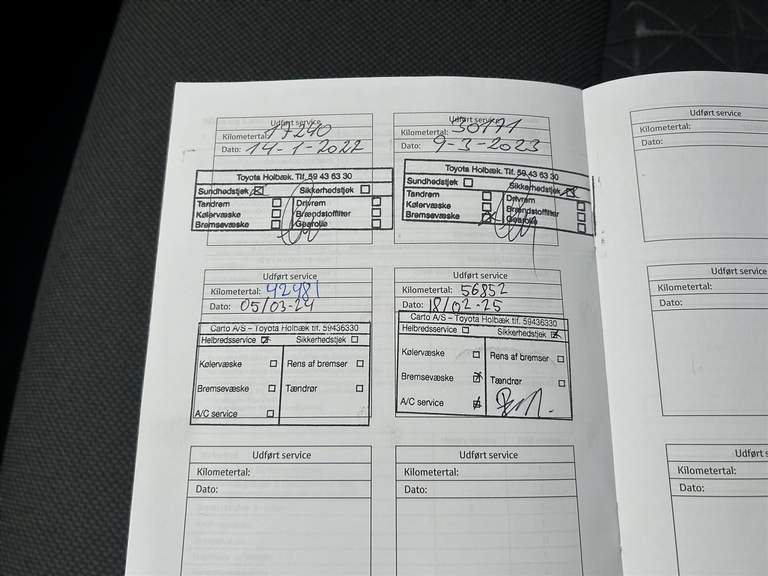 Udført service
Kilometertal: 17240
Dato: 14-1-2022
Toyota Holbæk. Tlf. 59 43 63 30
Sundhedstjek Sikkerhedstjek
Tandrem Drivrem
Kølervæske Brændstoffilter
Bremsevæske Gearolie
Udført service
Kilometertal: 30171
Dato: 9-3-2023
Toyota Holbæk. Tlf. 59 43 63 30
Sundhedstjek Sikkerhedstjek
Tandrem Drivrem
Kølervæske Brændstoffilter
Bremsevæske Gearolie
Udført service
Kilometertal: 42481
Dato: 05/03-24
Carto A/S – Toyota Holbæk tlf. 59436330
Helbredsservice Sikkerhedstjek
Kølervæske Rens af bremser
Bremsevæske Tændrør
A/C service
Udført service
Kilometertal: 56852
Dato: 18/02-25
Carto A/S – Toyota Holbæk tlf. 59436330
Helbredsservice Sikkerhedstjek
Kølervæske Rens af bremser
Bremsevæske Tændrør
A/C service
Udført service
Kilometertal:
Dato:
Udført service
Kilometertal:
Dato:
Udført service
Kilometertal:
Dato:
Udført service
Kilometertal:
Dato:
Udført serv
Kilometertal:
Dato: